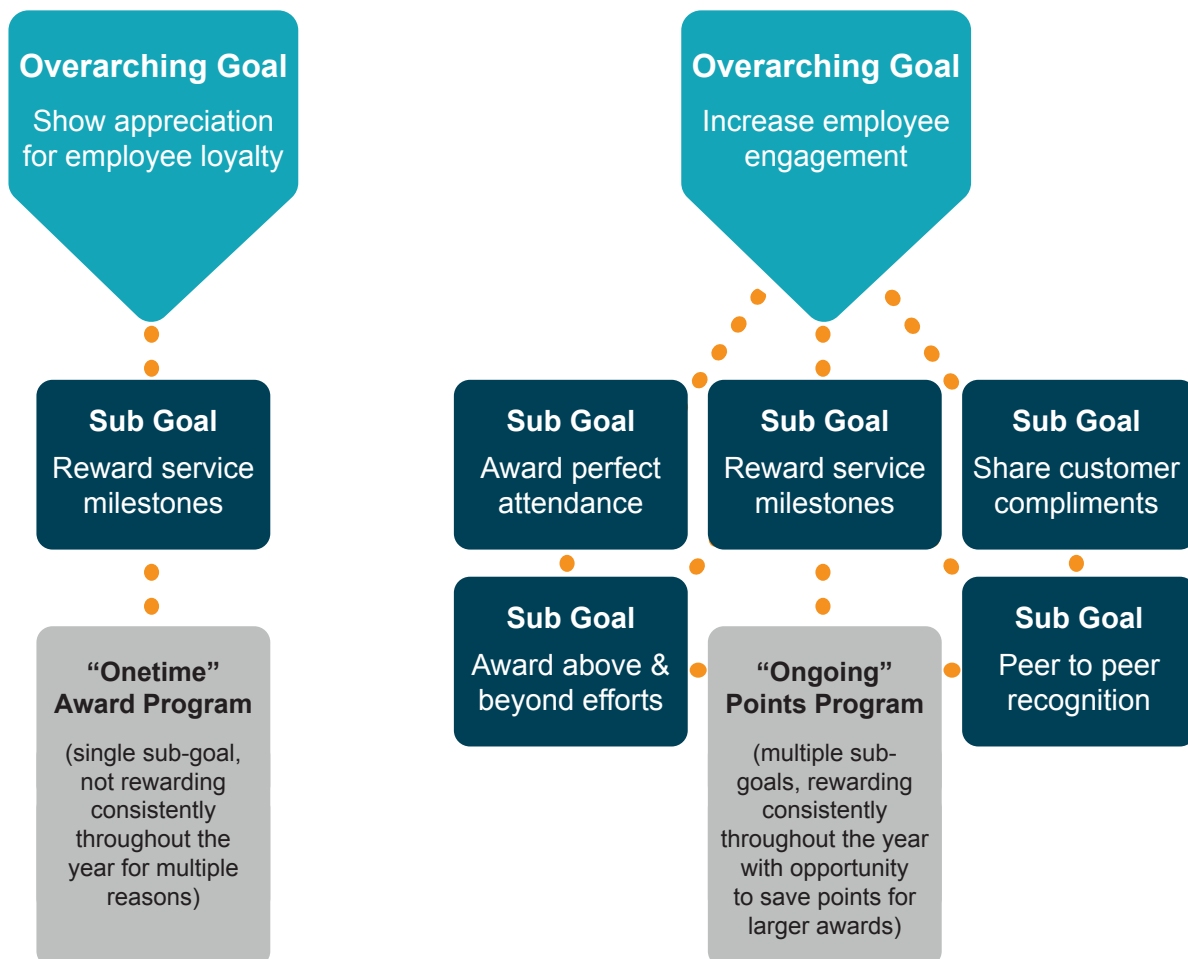 Overarching Goal
Show appreciation
for employee loyalty
Sub Goal
Reward service
milestones
“Onetime”
Award Program
(single sub-goal,
not rewarding
consistently
throughout the
year for multiple
reasons)
Overarching Goal
Increase employee
engagement
Sub Goal
Award perfect
attendance
Sub Goal
Reward service
milestones
Sub Goal
Share customer
compliments
Sub Goal
Award above &
beyond efforts
“Ongoing”
Points Program
(multiple sub-
goals, rewarding
consistently
throughout the year
with opportunity
to save points for
larger awards)
Sub Goal
Peer to peer
recognition